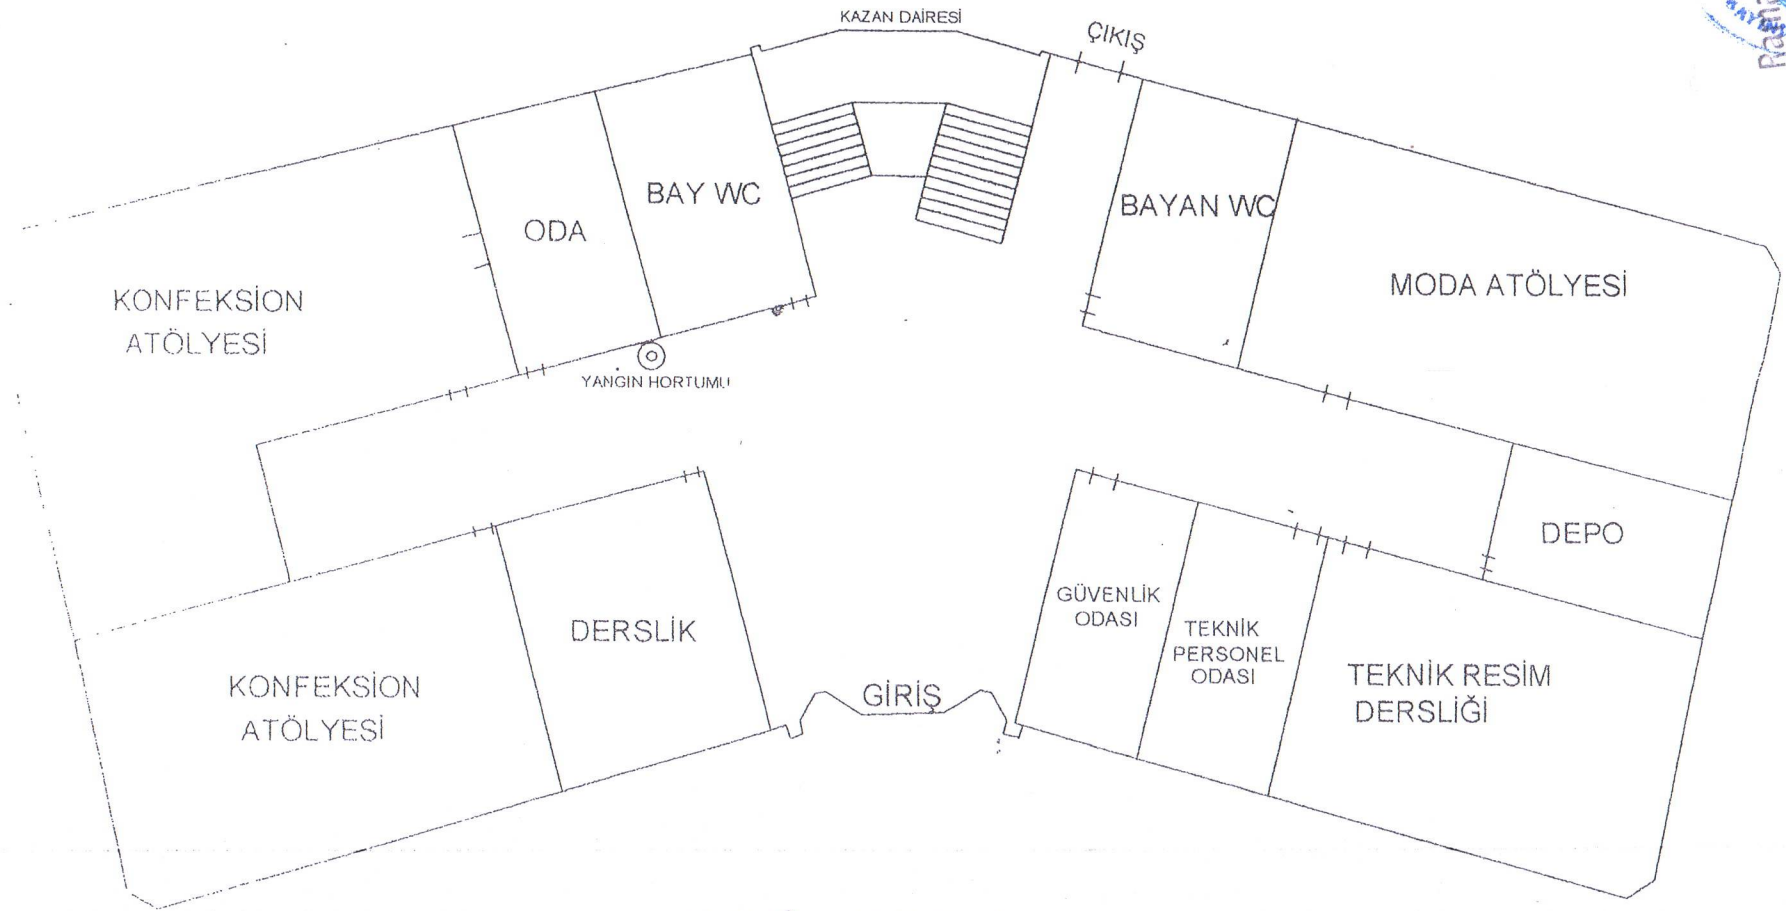 KAZAN DAİRESİ
ÇIKIŞ
ODA
BAY WC
BAYAN WC
MODA ATÖLYESİ
KONFEKSİON
ATÖLYESİ
YANGIN HORTUMU
DEPO
GÜVENLİK
ODASI
TEKNİK
PERSONEL
ODASI
DERSLİK
TEKNİK RESİM
DERSLİĞİ
KONFEKSİON
ATÖLYESİ
GİRİŞ